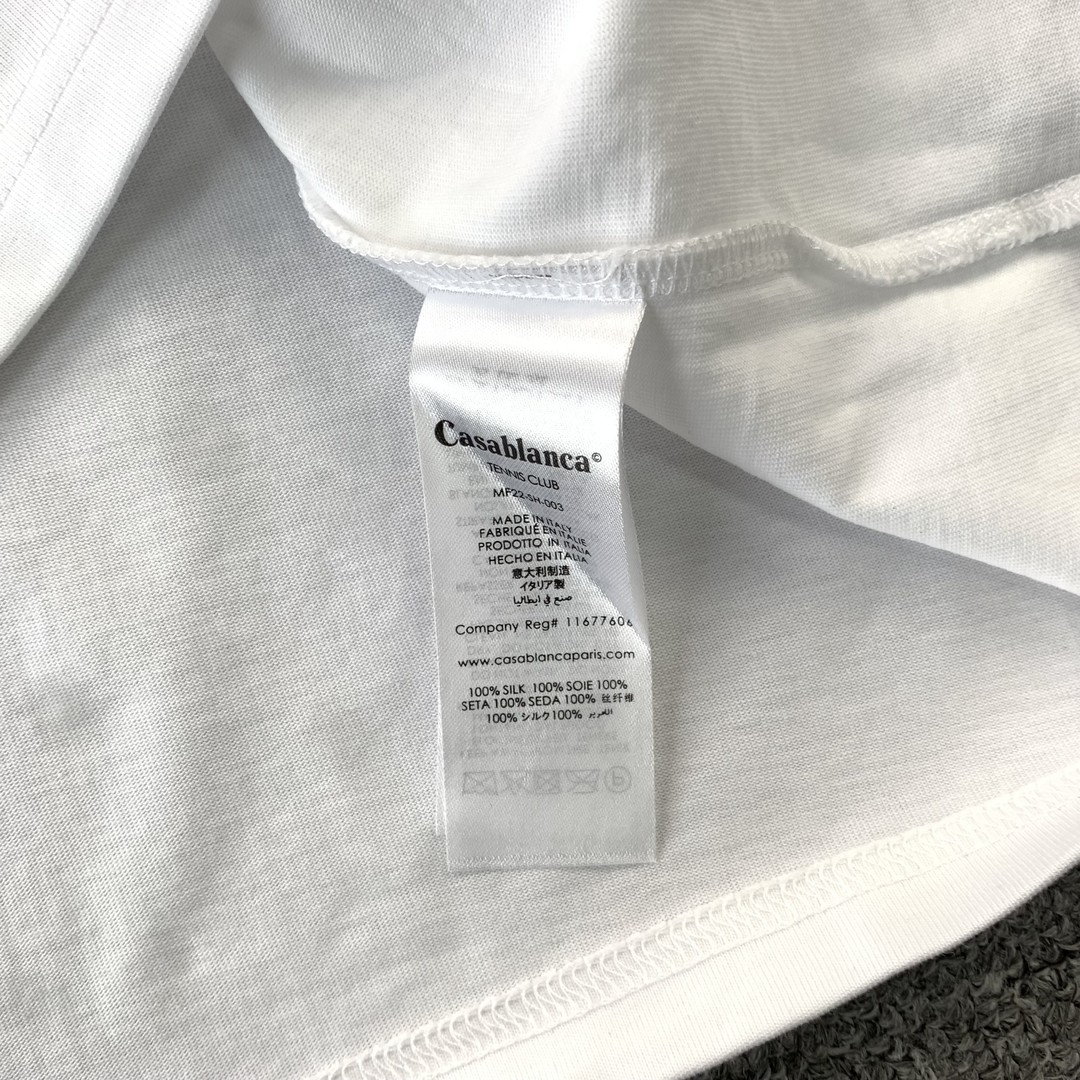 Casablanca©
TENNIS CLUB
MF22-SH-003
MADE IN ITALY
FABRIQUÉ EN ITALIE
PRODOTTO IN ITALIA
HECHO EN ITALIA
意大利制造
イタリア製
صنع في ايطاليا
Company Reg# 11677606
www.casablancaparis.com
100% SILK 100% SOIE 100%
SETA 100% SEDA 100% 丝纤维
100% シルク100% الحرير